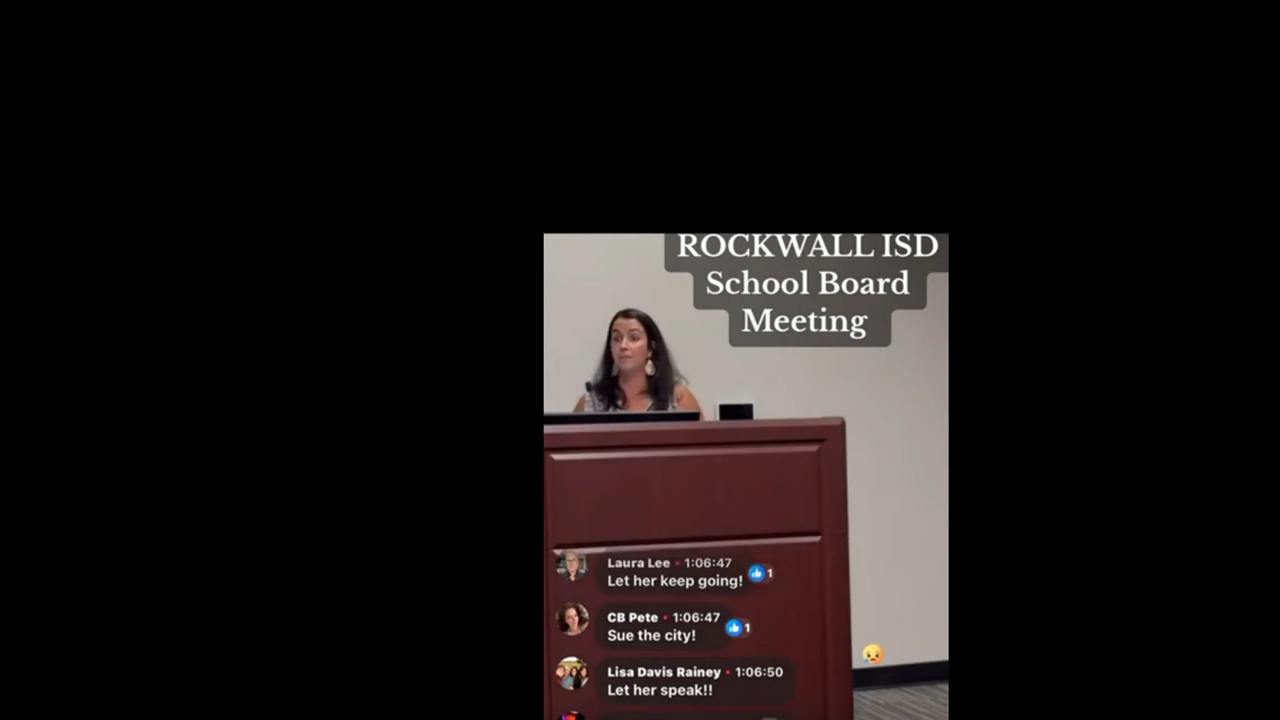 ROCKWALL ISD
School Board
Meeting
Laura Lee • 1:06:47
Let her keep going!
1
CB Pete • 1:06:47
Sue the city!
1
Lisa Davis Rainey • 1:06:50
Let her speak!!